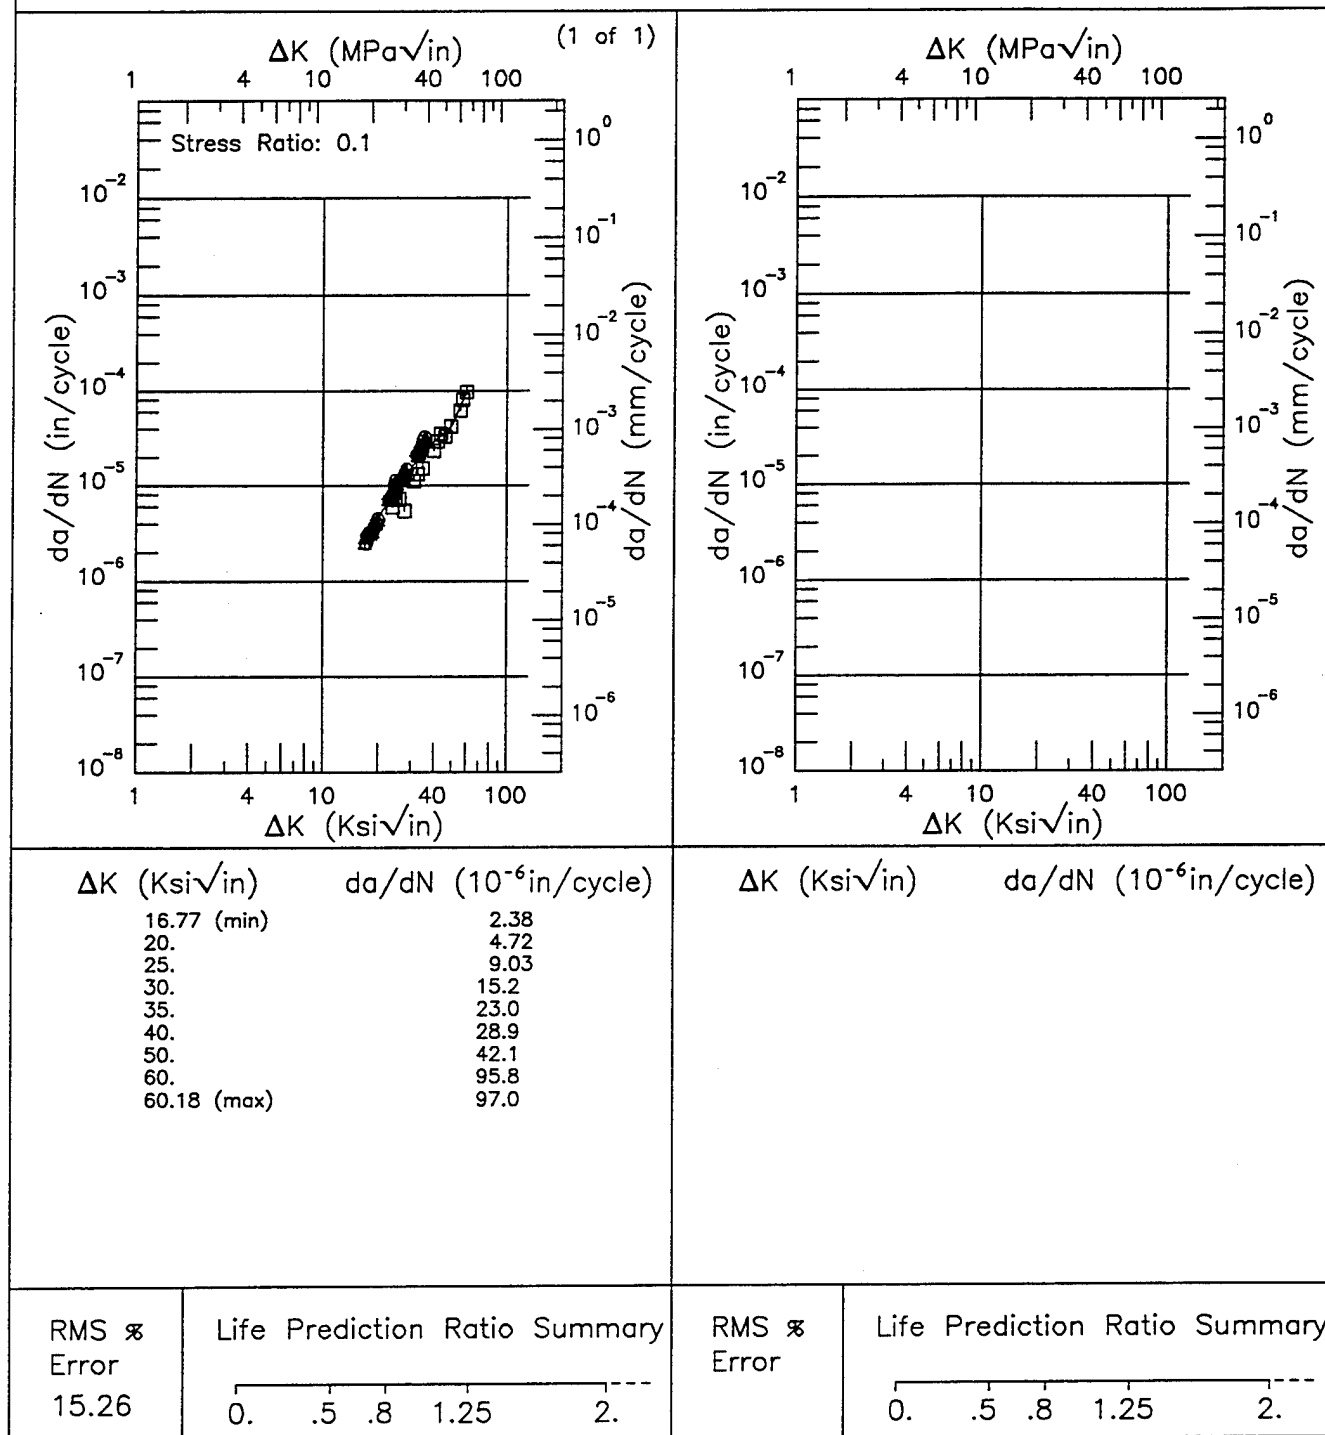 (1 of 1)
ΔK (MPa√in)
1 4 10 40 100
Stress Ratio: 0.1
da/dN (in/cycle)
10⁻²
10⁻³
10⁻⁴
10⁻⁵
10⁻⁶
10⁻⁷
10⁻⁸
10⁰
10⁻¹
10⁻²
10⁻³
10⁻⁴
10⁻⁵
10⁻⁶
da/dN (mm/cycle)
1 4 10 40 100
ΔK (Ksi√in)
ΔK (MPa√in)
1 4 10 40 100
da/dN (in/cycle)
10⁻²
10⁻³
10⁻⁴
10⁻⁵
10⁻⁶
10⁻⁷
10⁻⁸
10⁰
10⁻¹
10⁻²
10⁻³
10⁻⁴
10⁻⁵
10⁻⁶
da/dN (mm/cycle)
1 4 10 40 100
ΔK (Ksi√in)
ΔK (Ksi√in) da/dN (10⁻⁶in/cycle)
16.77 (min) 2.38
20. 4.72
25. 9.03
30. 15.2
35. 23.0
40. 28.9
50. 42.1
60. 95.8
60.18 (max) 97.0
ΔK (Ksi√in) da/dN (10⁻⁶in/cycle)
RMS %
Error
15.26
Life Prediction Ratio Summary
0. .5 .8 1.25 2.
RMS %
Error
Life Prediction Ratio Summary
0. .5 .8 1.25 2.